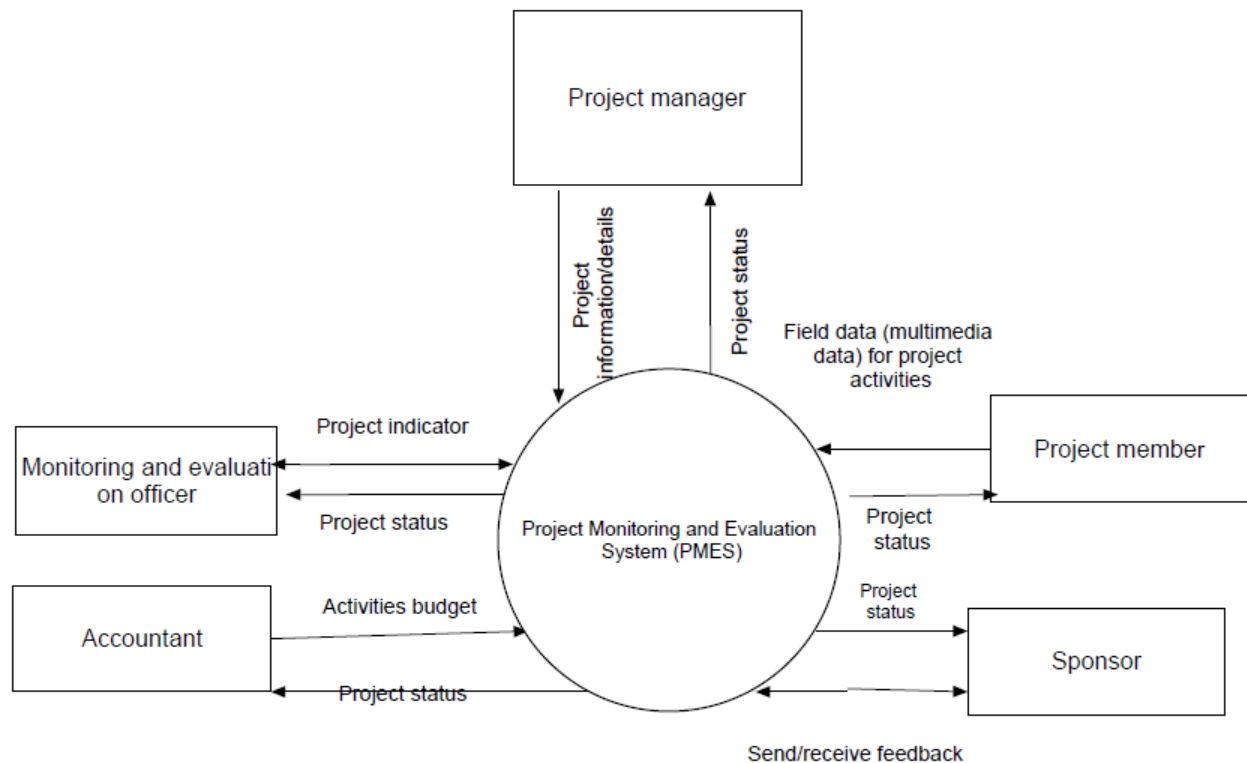 Project manager
Project
information/details
Project status
Field data (multimedia
data) for project
activities
Project indicator
Monitoring and evaluati
on officer
Project member
Project status
Project
status
Project Monitoring and Evaluation
System (PMES)
Activities budget
Project
status
Accountant
Sponsor
Project status
Send/receive feedback